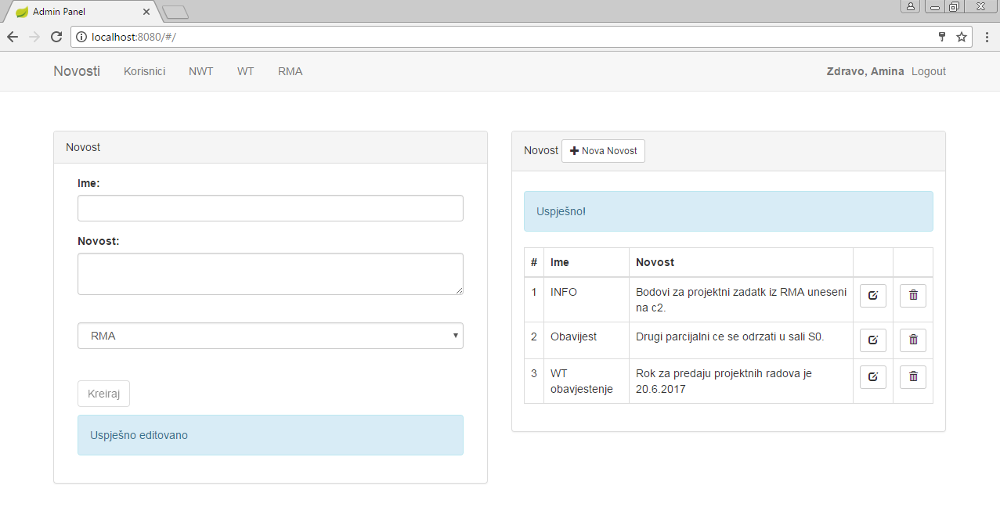 Admin Panel
localhost:8080/#/
Novosti Korisnici NWT WT RMA Zdravo, Amina Logout
Novost
Ime:
Novost:
RMA
Kreiraj
Uspješno editovano
Novost Nova Novost
Uspješno!
# Ime Novost
1 INFO Bodovi za projektni zadatk iz RMA uneseni
na c2.
2 Obavijest Drugi parcijalni ce se odrzati u sali S0.
3 WT Rok za predaju projektnih radova je
obavjestenje 20.6.2017